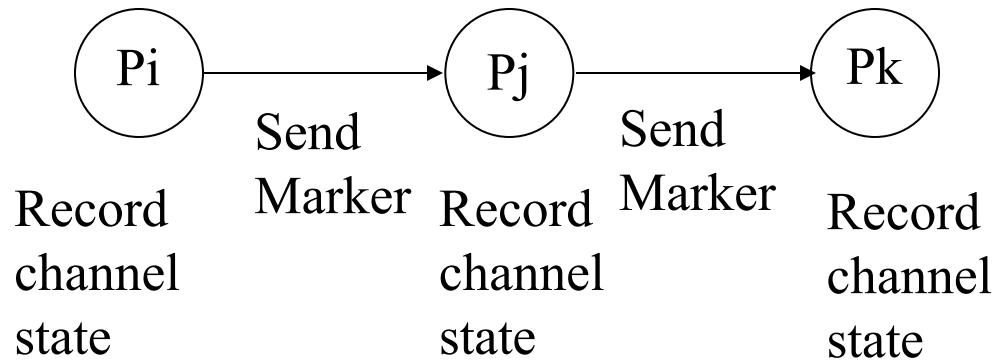 Pi
Pj
Pk
Send
Marker
Send
Marker
Record
channel
state
Record
channel
state
Record
channel
state